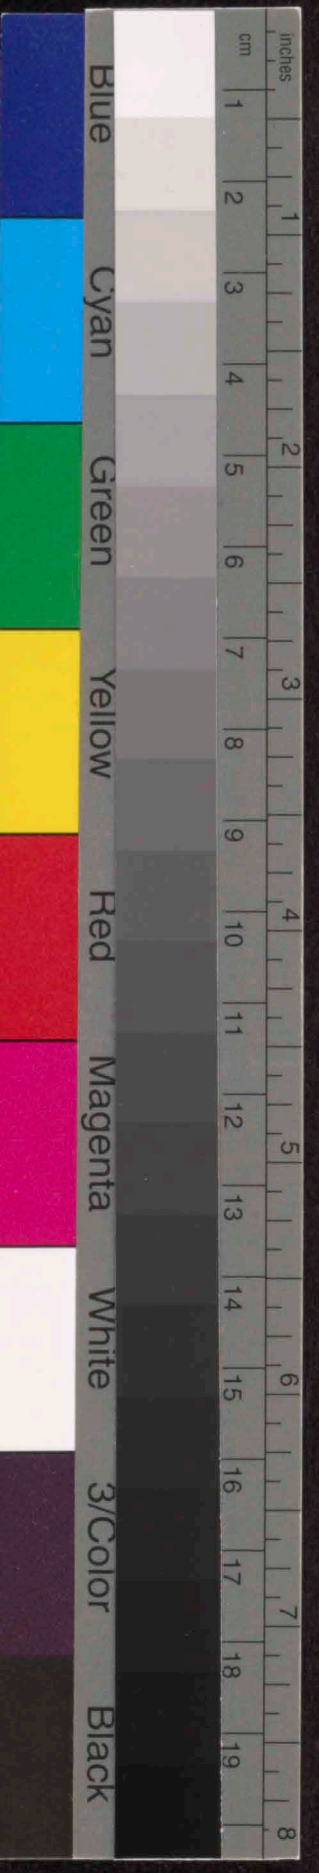 inches
1 2 3 4 5 6 7 8
cm
1 2 3 4 5 6 7 8 9 10 11 12 13 14 15 16 17 18 19
Blue Cyan Green Yellow Red Magenta White 3/Color Black